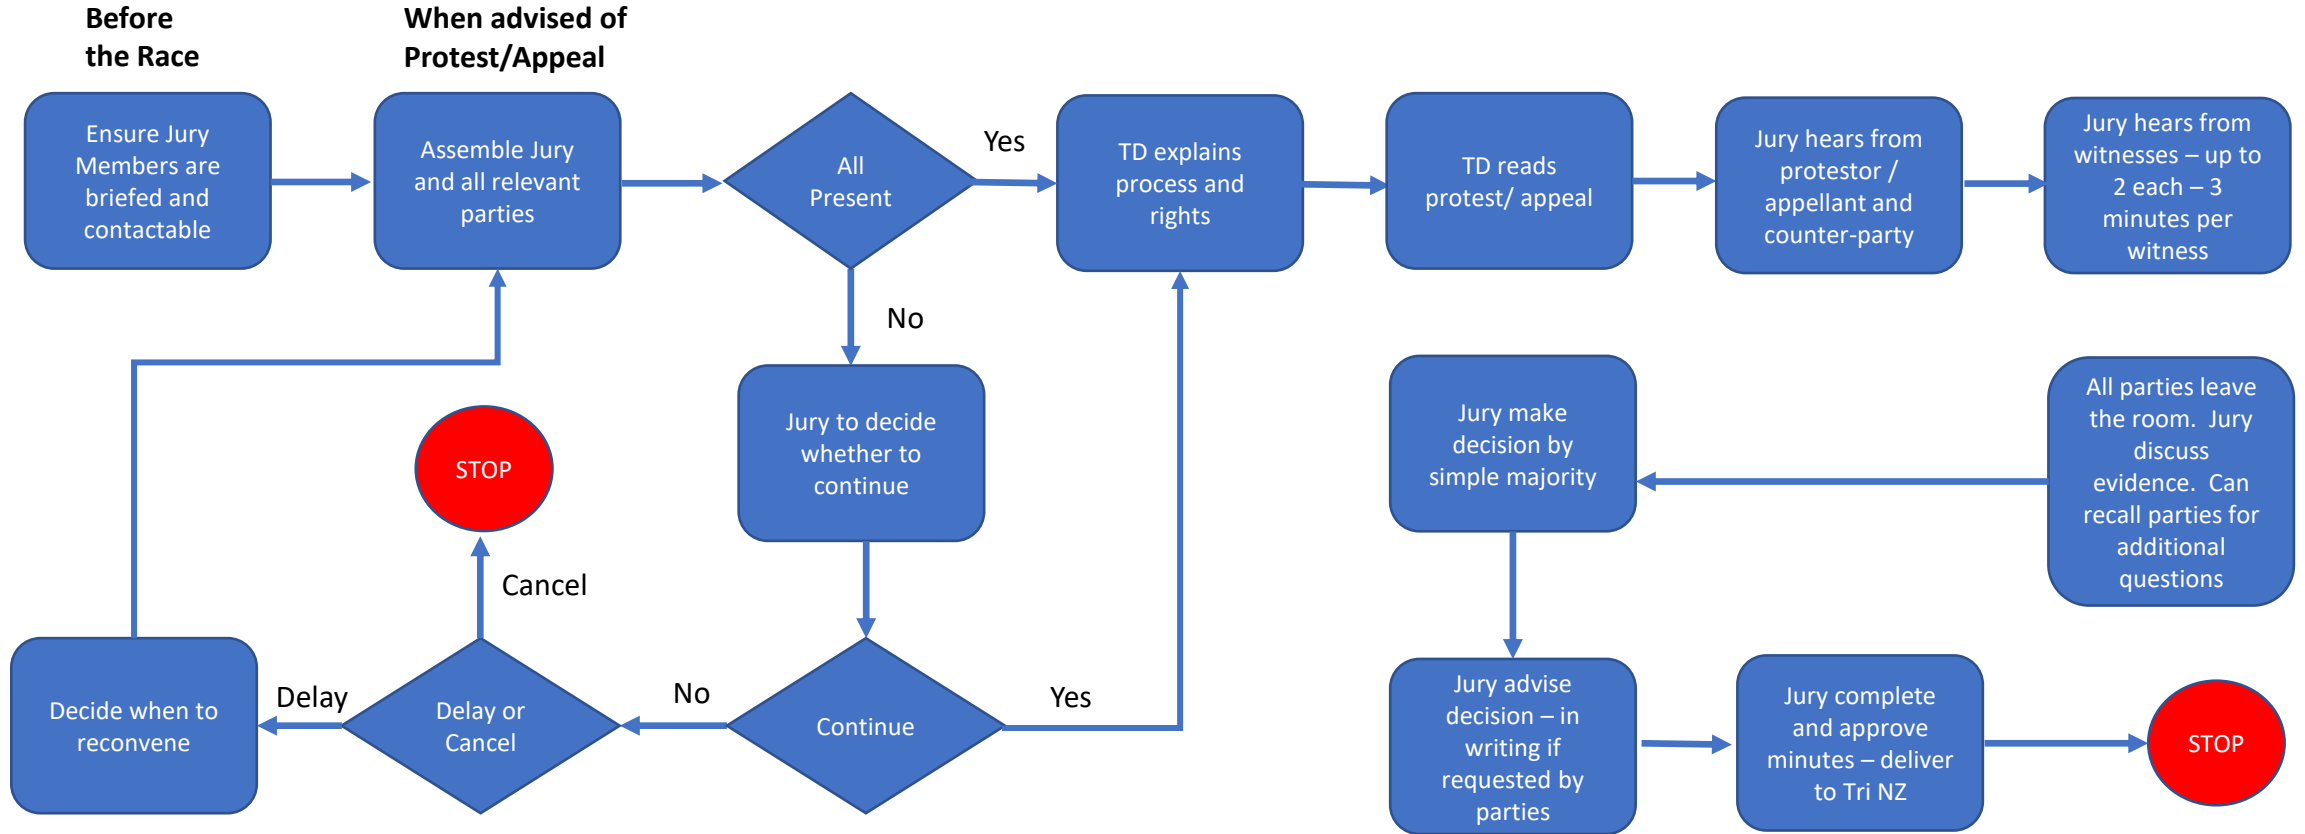 Before
the Race
When advised of
Protest/Appeal
Ensure Jury
Members are
briefed and
contactable
Assemble Jury
and all relevant
parties
All
Present
Yes
TD explains
process and
rights
TD reads
protest/ appeal
Jury hears from
protestor /
appellant and
counter-party
Jury hears from
witnesses – up to
2 each – 3
minutes per
witness
No
Jury to decide
whether to
continue
STOP
Cancel
Decide when to
reconvene
Delay
Delay or
Cancel
No
Continue
Yes
All parties leave
the room.  Jury
discuss
evidence.  Can
recall parties for
additional
questions
Jury make
decision by
simple majority
Jury advise
decision – in
writing if
requested by
parties
Jury complete
and approve
minutes – deliver
to Tri NZ
STOP